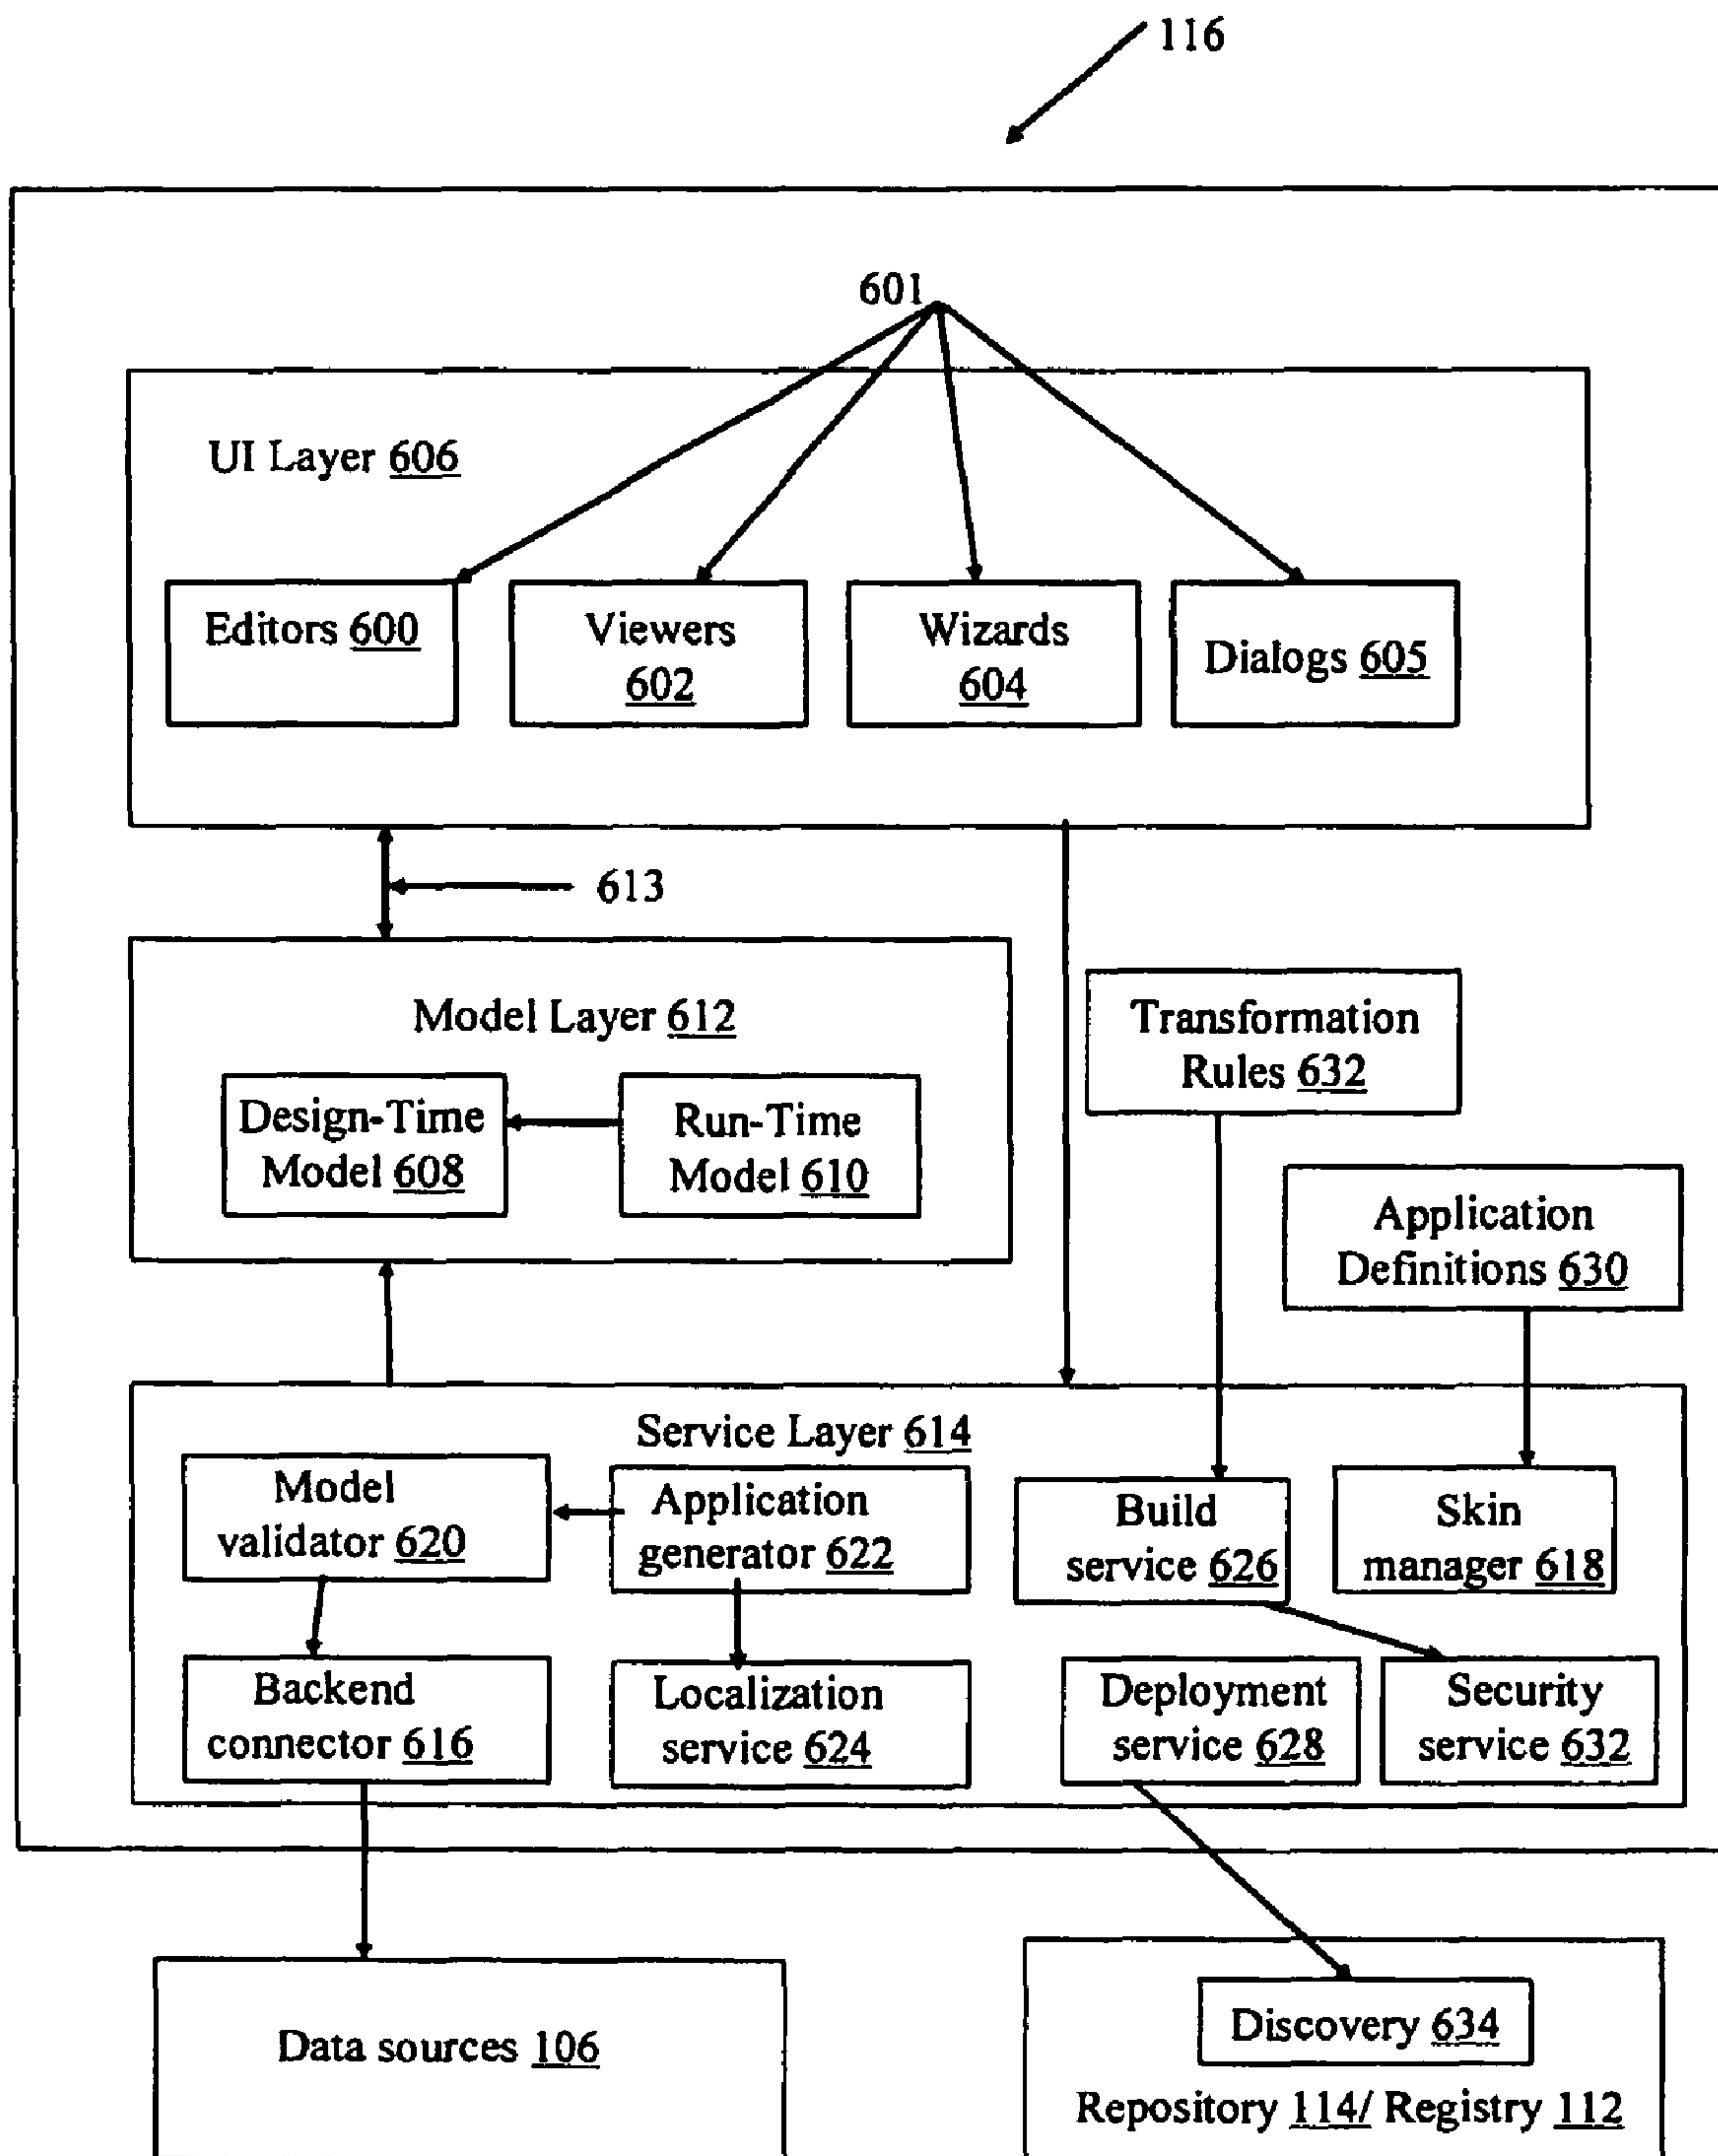 116
601
UI Layer 606
Editors 600
Viewers
602
Wizards
604
Dialogs 605
613
Model Layer 612
Design-Time
Model 608
Run-Time
Model 610
Transformation
Rules 632
Application
Definitions 630
Service Layer 614
Model
validator 620
Application
generator 622
Build
service 626
Skin
manager 618
Backend
connector 616
Localization
service 624
Deployment
service 628
Security
service 632
Data sources 106
Discovery 634
Repository 114/ Registry 112